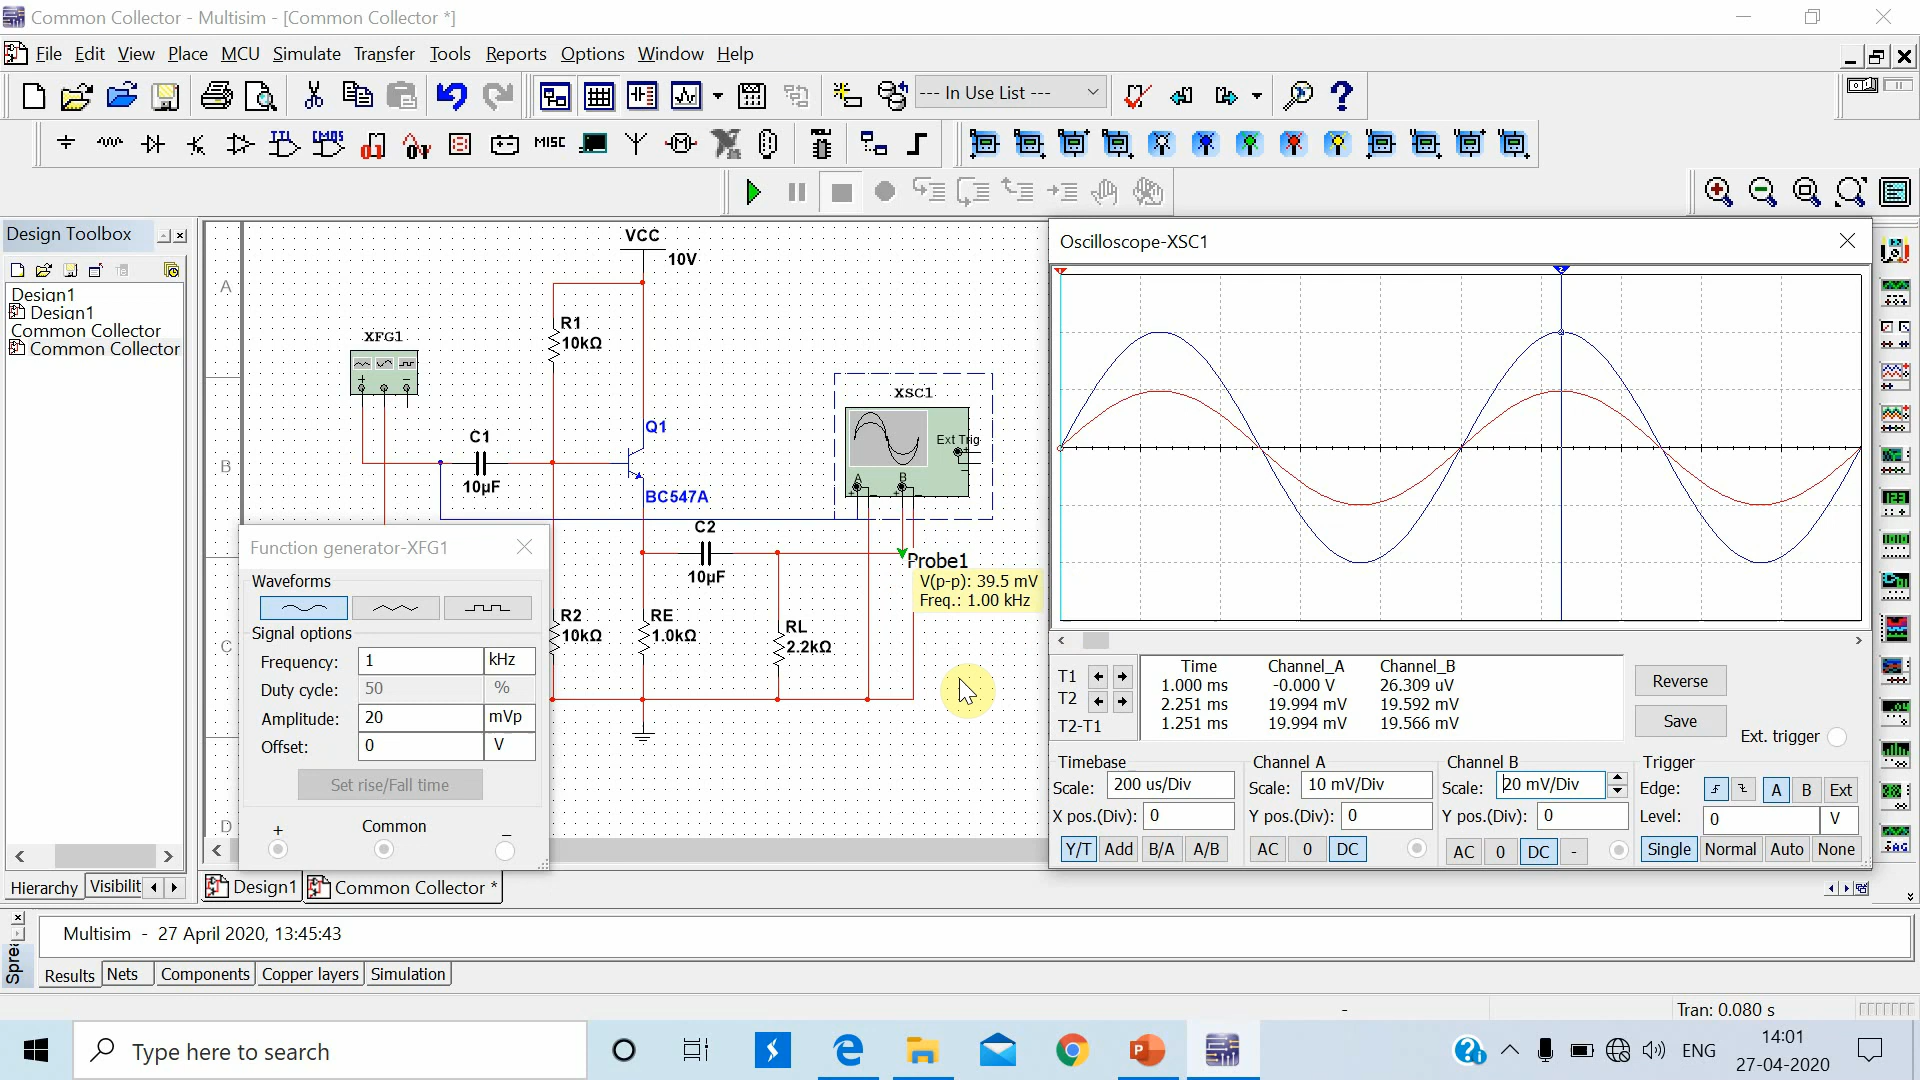 Common Collector - Multisim - [Common Collector *]
File Edit View Place MCU Simulate Transfer Tools Reports Options Window Help
--- In Use List ---
TTL CMOS MISC
Design Toolbox
Design1
Design1
Common Collector
Common Collector
A
B
C
D
VCC
10V
R1
10kΩ
XFG1
C1
10µF
Q1
BC547A
XSC1
Ext Trig
A B
C2
10µF
Probe1
V(p-p): 39.5 mV
Freq.: 1.00 kHz
R2
10kΩ
RE
1.0kΩ
RL
2.2kΩ
Function generator-XFG1
Waveforms
Signal options
Frequency: 1 kHz
Duty cycle: 50 %
Amplitude: 20 mVp
Offset: 0 V
Set rise/Fall time
+ Common −
Oscilloscope-XSC1
Time Channel_A Channel_B
T1 1.000 ms -0.000 V 26.309 uV
T2 2.251 ms 19.994 mV 19.592 mV
T2-T1 1.251 ms 19.994 mV 19.566 mV
Reverse
Save
Ext. trigger
Timebase
Scale: 200 us/Div
X pos.(Div): 0
Y/T Add B/A A/B
Channel A
Scale: 10 mV/Div
Y pos.(Div): 0
AC 0 DC
Channel B
Scale: 20 mV/Div
Y pos.(Div): 0
AC 0 DC -
Trigger
Edge: A B Ext
Level: 0 V
Single Normal Auto None
Hierarchy Visibilit
Design1 Common Collector *
Multisim - 27 April 2020, 13:45:43
Results Nets Components Copper layers Simulation
Spre
- Tran: 0.080 s
Type here to search
ENG
14:01
27-04-2020